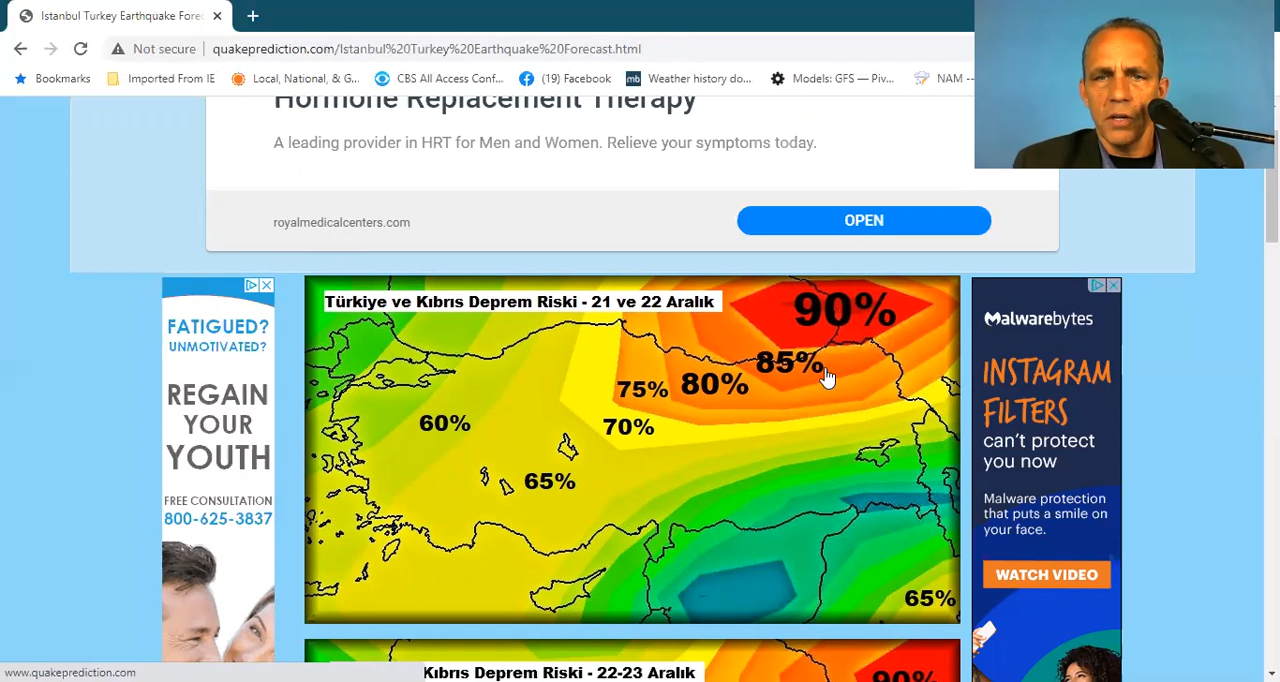 Istanbul Turkey Earthquake Fore
Not secure
quakeprediction.com/Istanbul%20Turkey%20Earthquake%20Forecast.html
Bookmarks
Imported From IE
Local, National, & G...
CBS All Access Conf...
(19) Facebook
Weather history do...
Models: GFS — Piv...
NAM --
Hormone Replacement Therapy
A leading provider in HRT for Men and Women. Relieve your symptoms today.
royalmedicalcenters.com
OPEN
FATIGUED?
UNMOTIVATED?
REGAIN
YOUR
YOUTH
FREE CONSULTATION
800-625-3837
Türkiye ve Kıbrıs Deprem Riski - 21 ve 22 Aralık
90%
85%
80%
75%
70%
60%
65%
65%
Malwarebytes
INSTAGRAM
FILTERS
can't protect
you now
Malware protection
that puts a smile on
your face.
WATCH VIDEO
Kıbrıs Deprem Riski - 22-23 Aralık
90%
www.quakeprediction.com